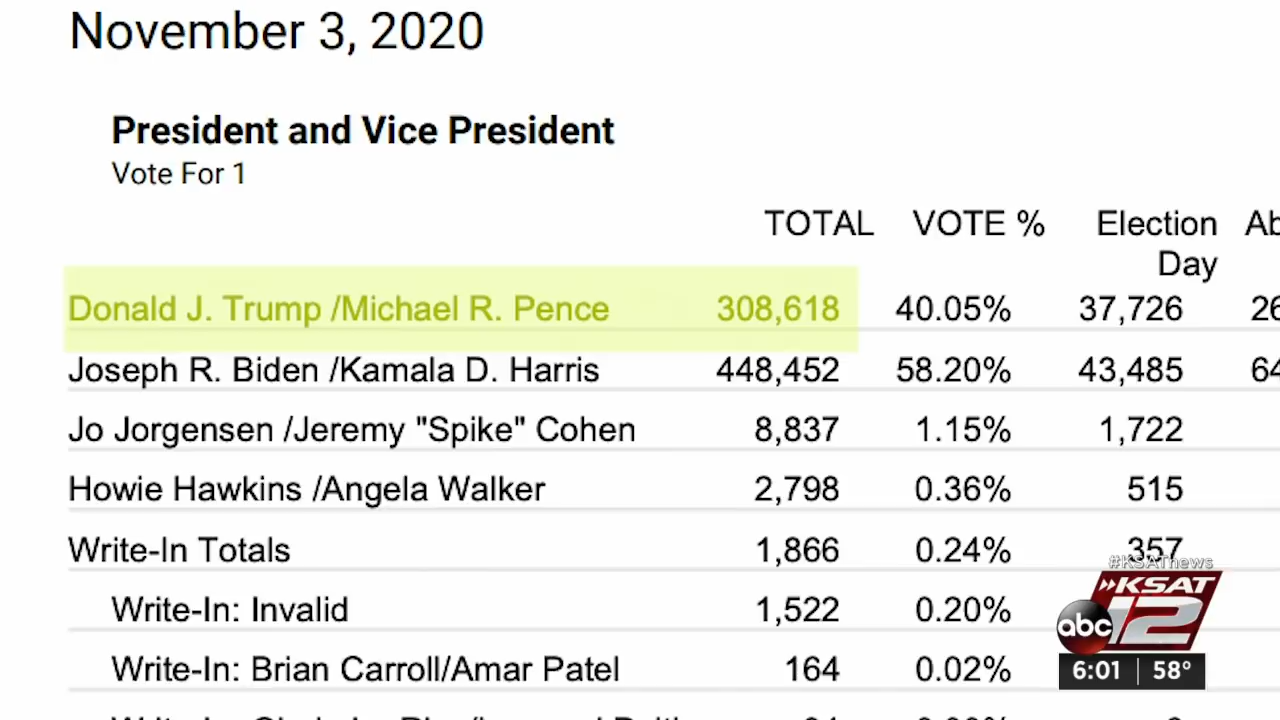 November 3, 2020
President and Vice President
Vote For 1
TOTAL VOTE % Election Day
Donald J. Trump /Michael R. Pence 308,618 40.05% 37,726 26
Joseph R. Biden /Kamala D. Harris 448,452 58.20% 43,485 64
Jo Jorgensen /Jeremy "Spike" Cohen 8,837 1.15% 1,722
Howie Hawkins /Angela Walker 2,798 0.36% 515
Write-In Totals 1,866 0.24% 357
#KSATnews
Write-In: Invalid 1,522 0.20%
KSAT
abc 12
Write-In: Brian Carroll/Amar Patel 164 0.02%
6:01 58°